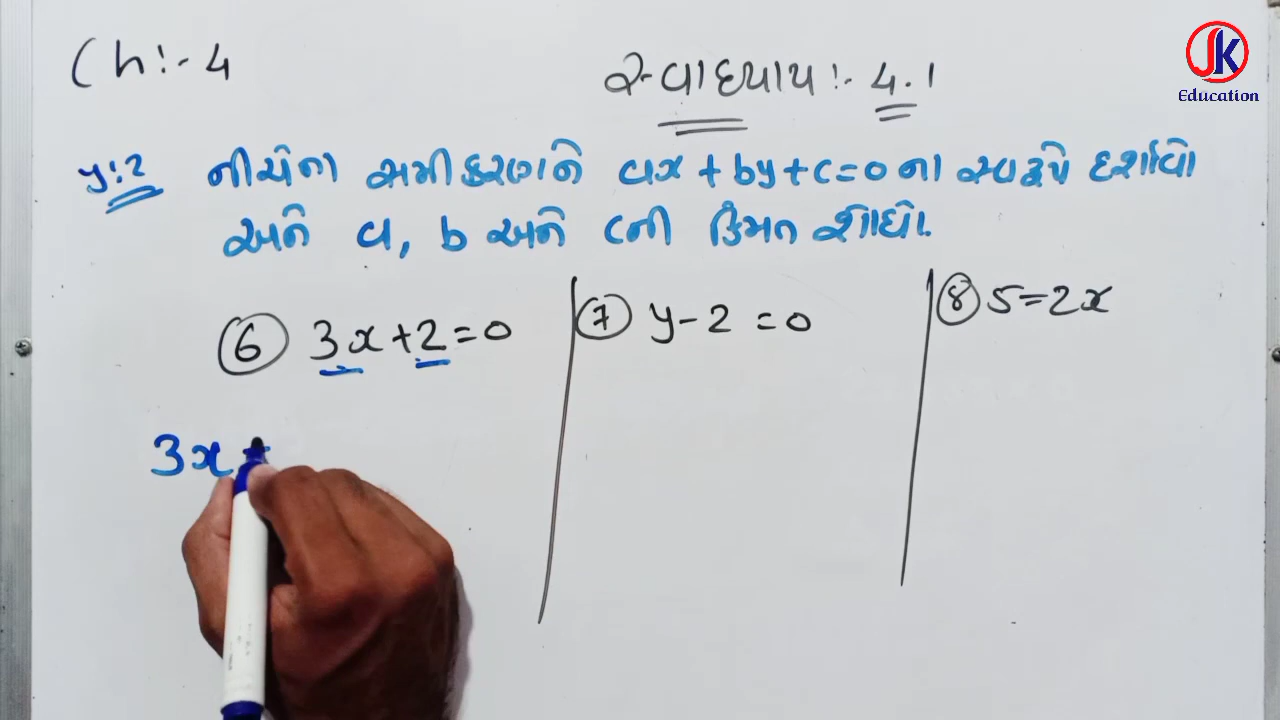 Ch:- 4
સ્વાધ્યાય:- 4.1
JK
Education
પ્ર:2 નીચેના સમીકરણને ax + by + c = 0 ના સ્વરૂપે દર્શાવો
અને a, b અને c ની કિંમત શોધો.
6 3x + 2 = 0
7 y - 2 = 0
8 5 = 2x
3x +